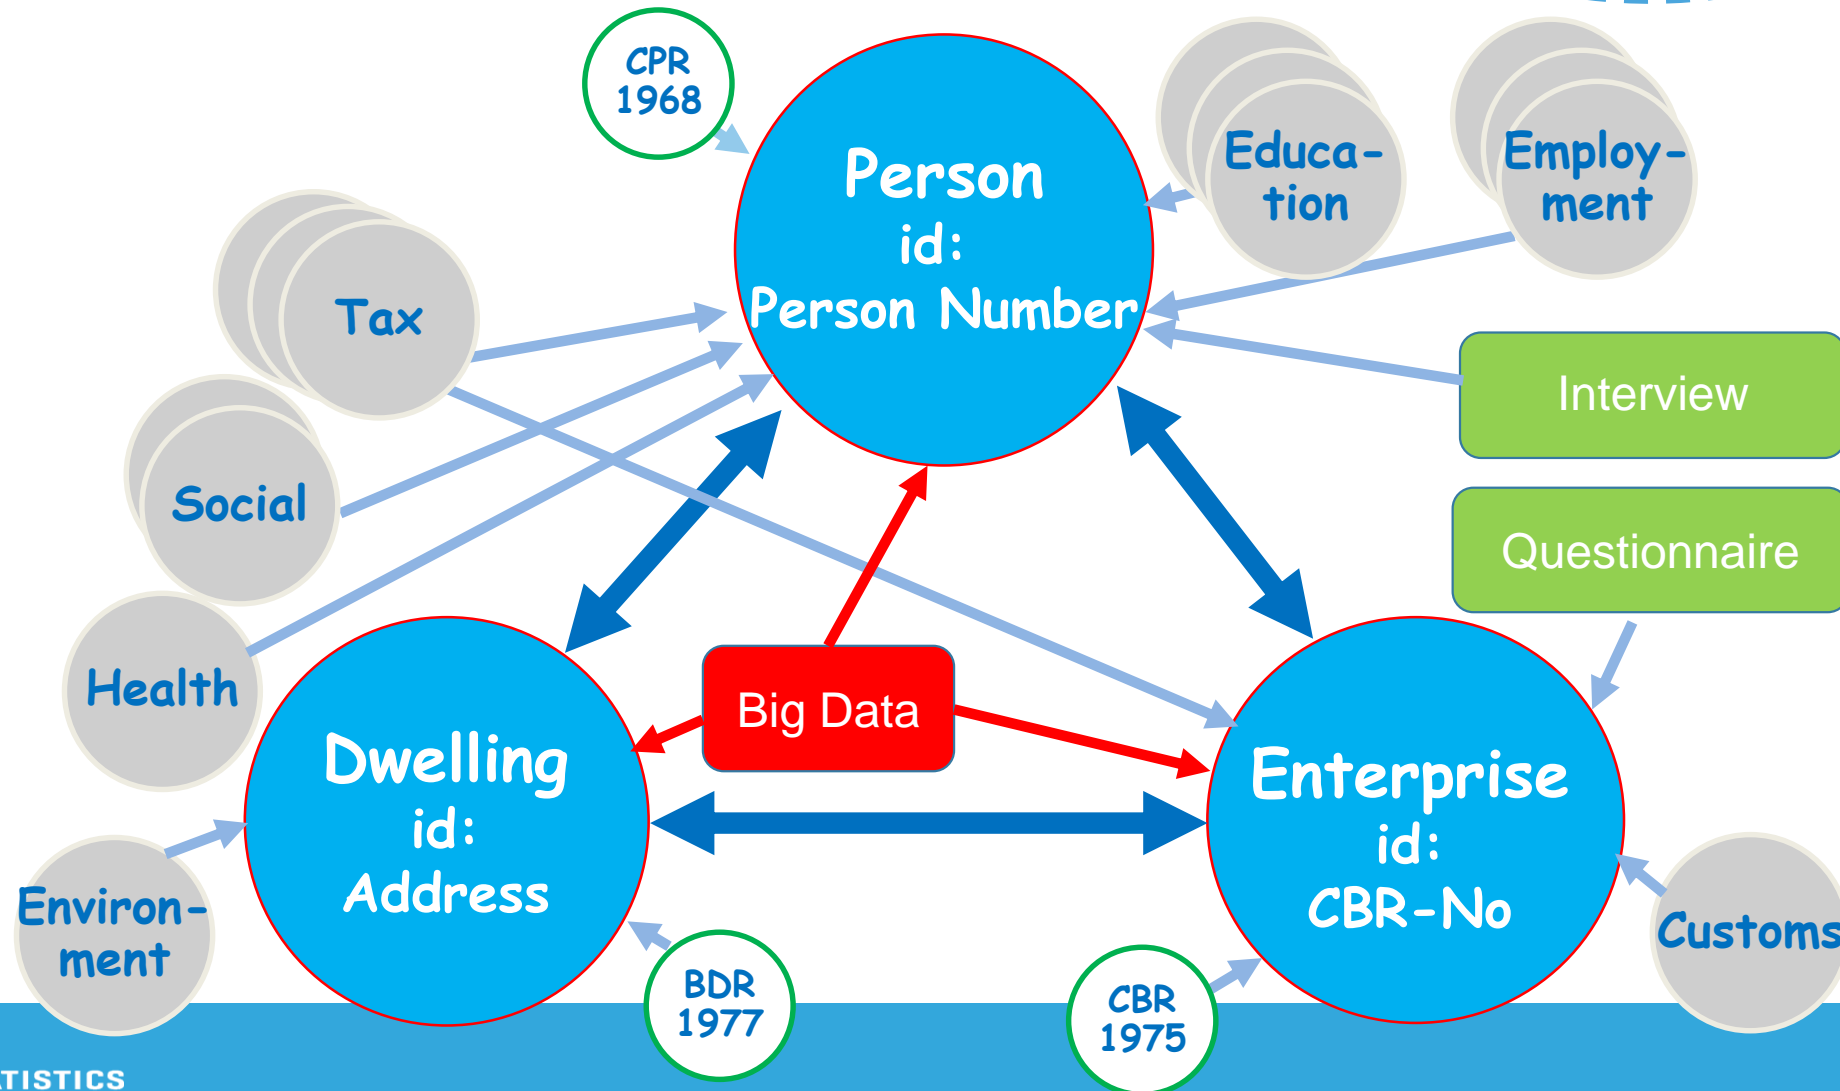 CPR
1968
Person
id:
Person Number
Educa-
tion
Employ-
ment
Tax
Interview
Social
Questionnaire
Health
Big Data
Dwelling
id:
Address
Enterprise
id:
CBR-No
Environ-
ment
Customs
BDR
1977
CBR
1975
TISTICS